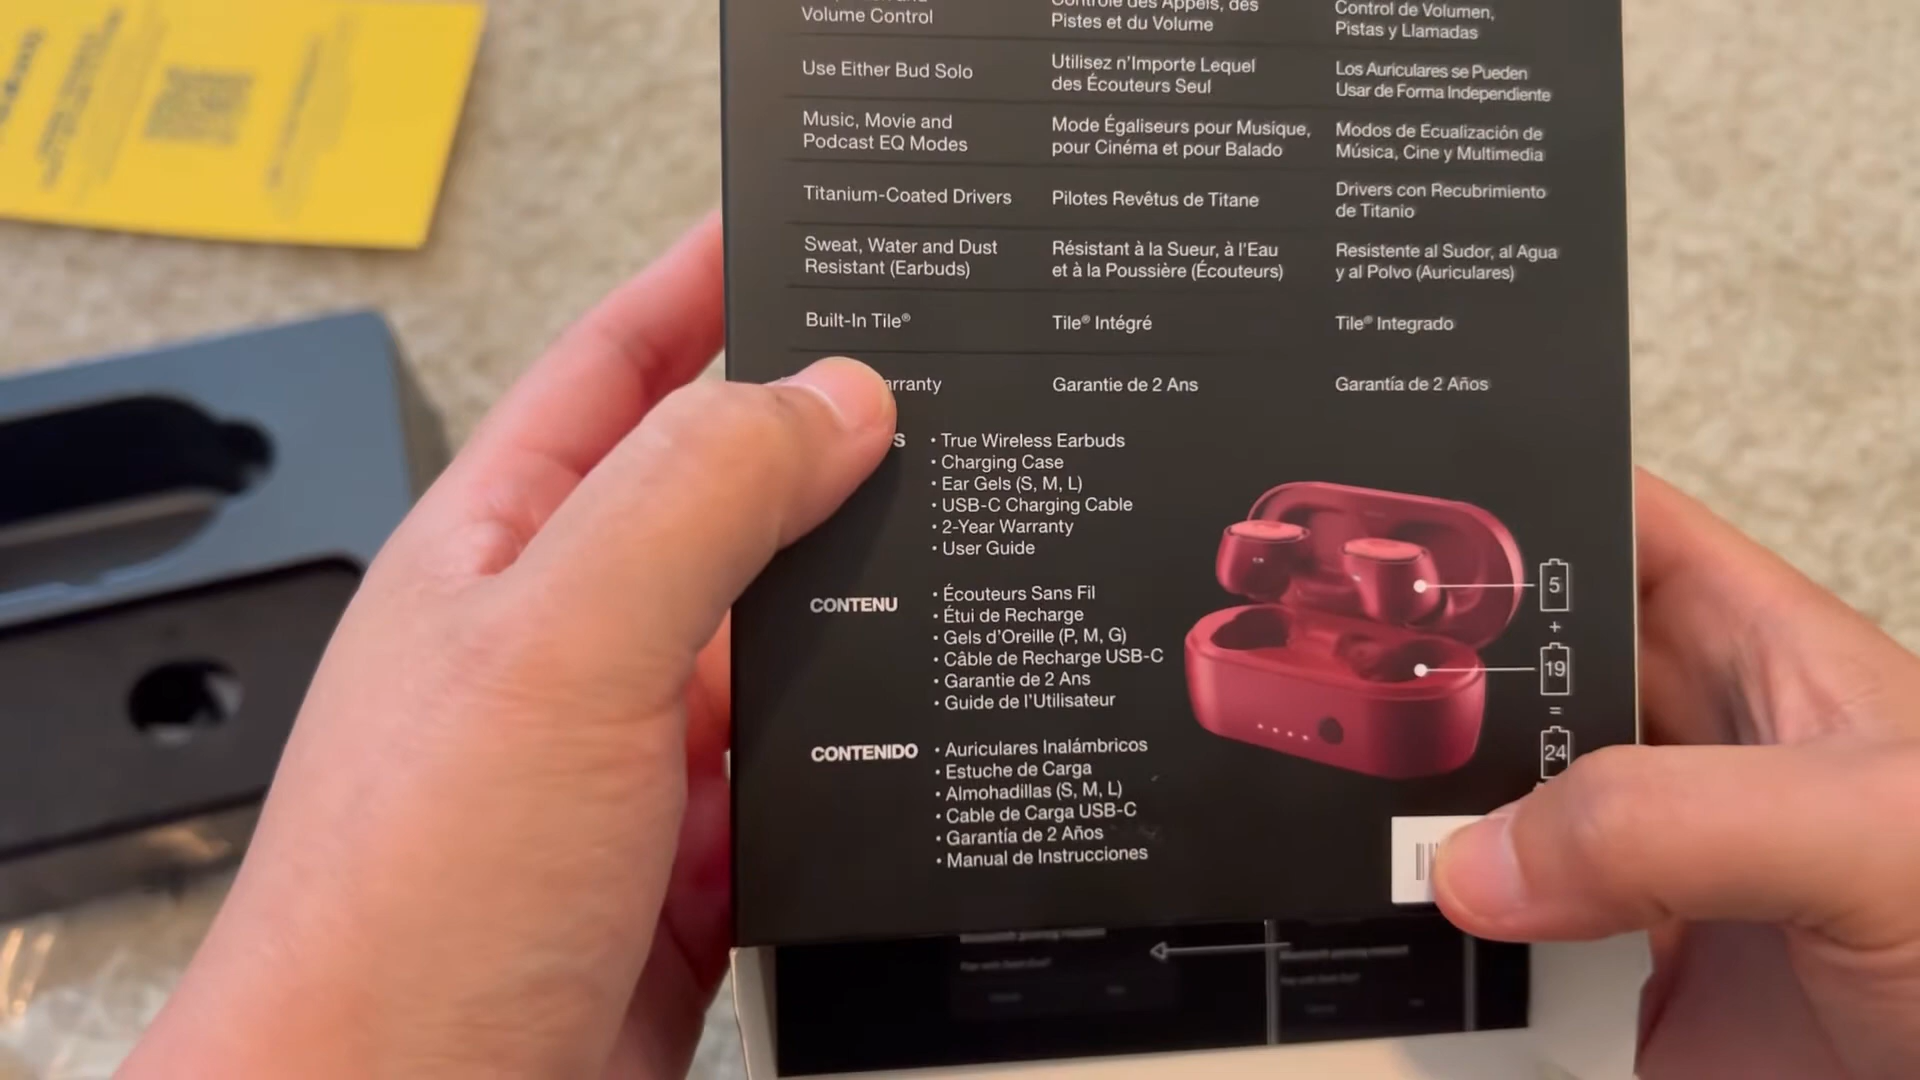 Volume Control
Pistes et du Volume
Control de Volumen,
Pistas y Llamadas
Use Either Bud Solo
Utilisez n'Importe Lequel
des Écouteurs Seul
Los Auriculares se Pueden
Usar de Forma Independiente
Music, Movie and
Podcast EQ Modes
Mode Égaliseurs pour Musique,
pour Cinéma et pour Balado
Modos de Ecualización de
Música, Cine y Multimedia
Titanium-Coated Drivers
Pilotes Revêtus de Titane
Drivers con Recubrimiento
de Titanio
Sweat, Water and Dust
Resistant (Earbuds)
Résistant à la Sueur, à l'Eau
et à la Poussière (Écouteurs)
Resistente al Sudor, al Agua
y al Polvo (Auriculares)
Built-In Tile®
Tile® Intégré
Tile® Integrado
Garantie de 2 Ans
Garantía de 2 Años
• True Wireless Earbuds
• Charging Case
• Ear Gels (S, M, L)
• USB-C Charging Cable
• 2-Year Warranty
• User Guide
CONTENU
• Écouteurs Sans Fil
• Étui de Recharge
• Gels d'Oreille (P, M, G)
• Câble de Recharge USB-C
• Garantie de 2 Ans
• Guide de l'Utilisateur
CONTENIDO
• Auriculares Inalámbricos
• Estuche de Carga
• Almohadillas (S, M, L)
• Cable de Carga USB-C
• Garantía de 2 Años
• Manual de Instrucciones
5
+
19
=
24